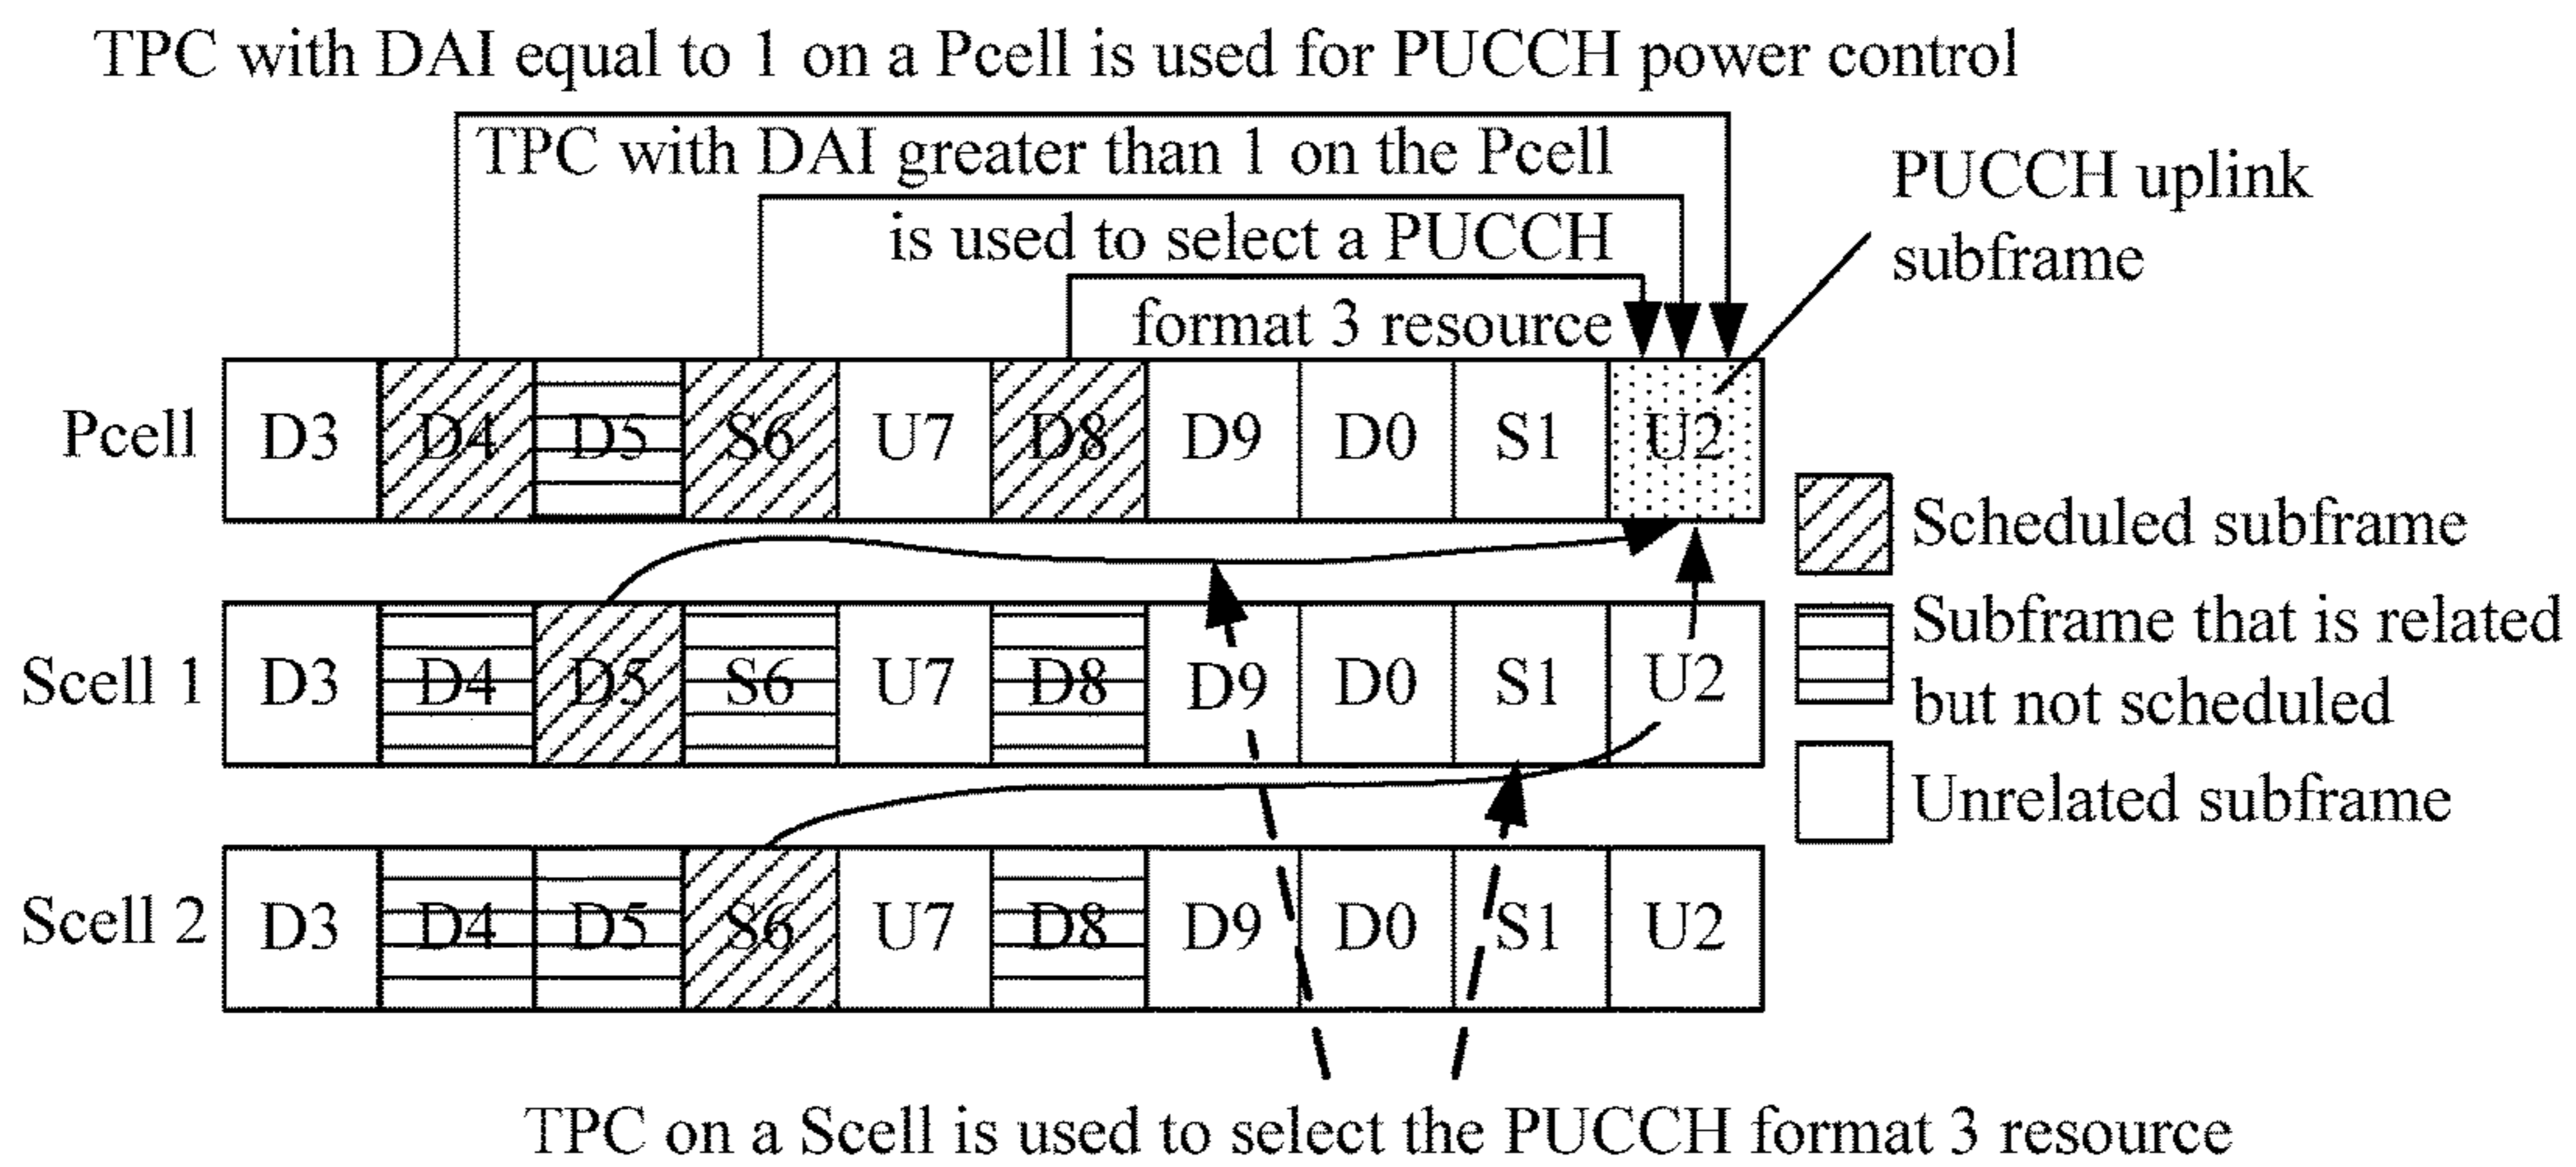 TPC with DAI equal to 1 on a Pcell is used for PUCCH power control
TPC with DAI greater than 1 on the Pcell
is used to select a PUCCH
format 3 resource
PUCCH uplink
subframe
Pcell D3 D4 D5 S6 U7 D8 D9 D0 S1 U2
Scheduled subframe
Subframe that is related
but not scheduled
Unrelated subframe
Scell 1 D3 D4 D5 S6 U7 D8 D9 D0 S1 U2
Scell 2 D3 D4 D5 S6 U7 D8 D9 D0 S1 U2
TPC on a Scell is used to select the PUCCH format 3 resource